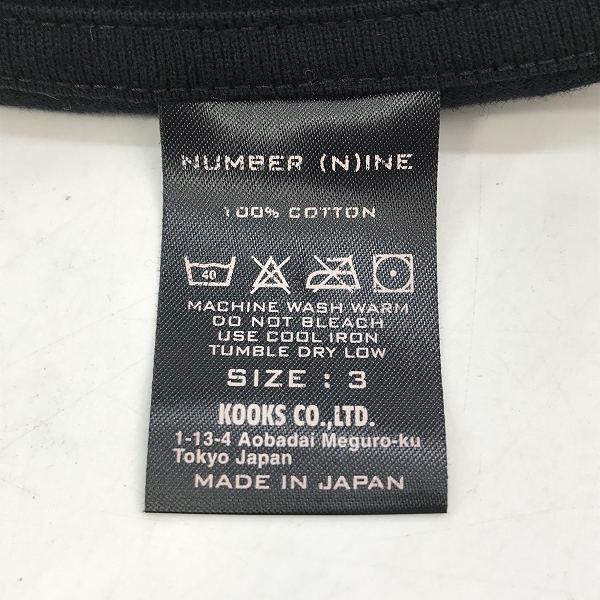 NUMBER (N)INE
100% COTTON
40
MACHINE WASH WARM
DO NOT BLEACH
USE COOL IRON
TUMBLE DRY LOW
SIZE : 3
KOOKS CO.,LTD.
1-13-4 Aobadai Meguro-ku
Tokyo Japan
MADE IN JAPAN